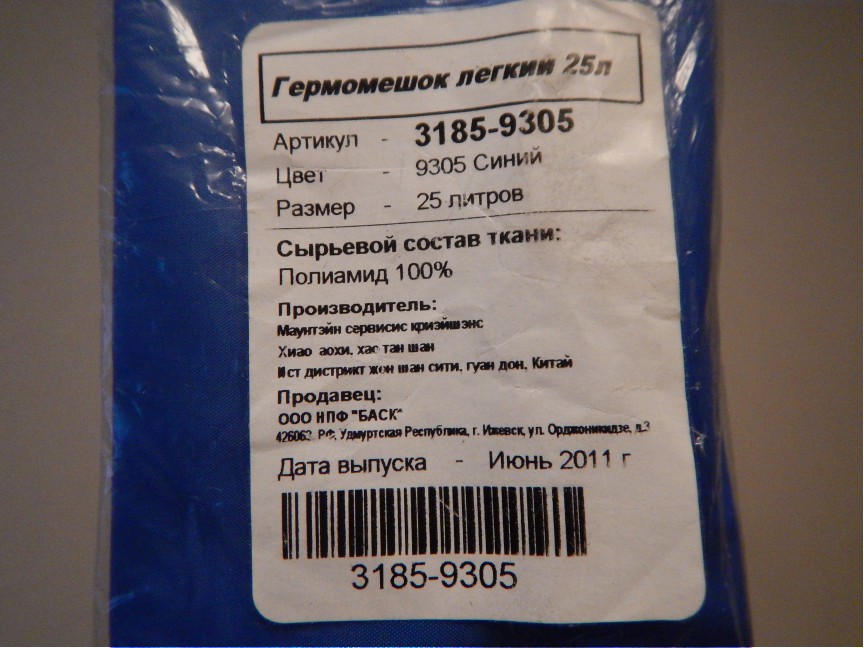 Гермомешок легкий 25л
Артикул - 3185-9305
Цвет - 9305 Синий
Размер - 25 литров
Сырьевой состав ткани:
Полиамид 100%
Производитель:
Маунтэйн сервисис криэйшэнс
Хиао аохи, хао тан шан
Ист дистрикт жон шан сити, гуан дон, Китай
Продавец:
ООО НПФ "БАСК"
РФ, Удмуртская Республика, г. Ижевск, ул. Орджоникидзе, д.3
Дата выпуска - Июнь 2011 г
3185-9305